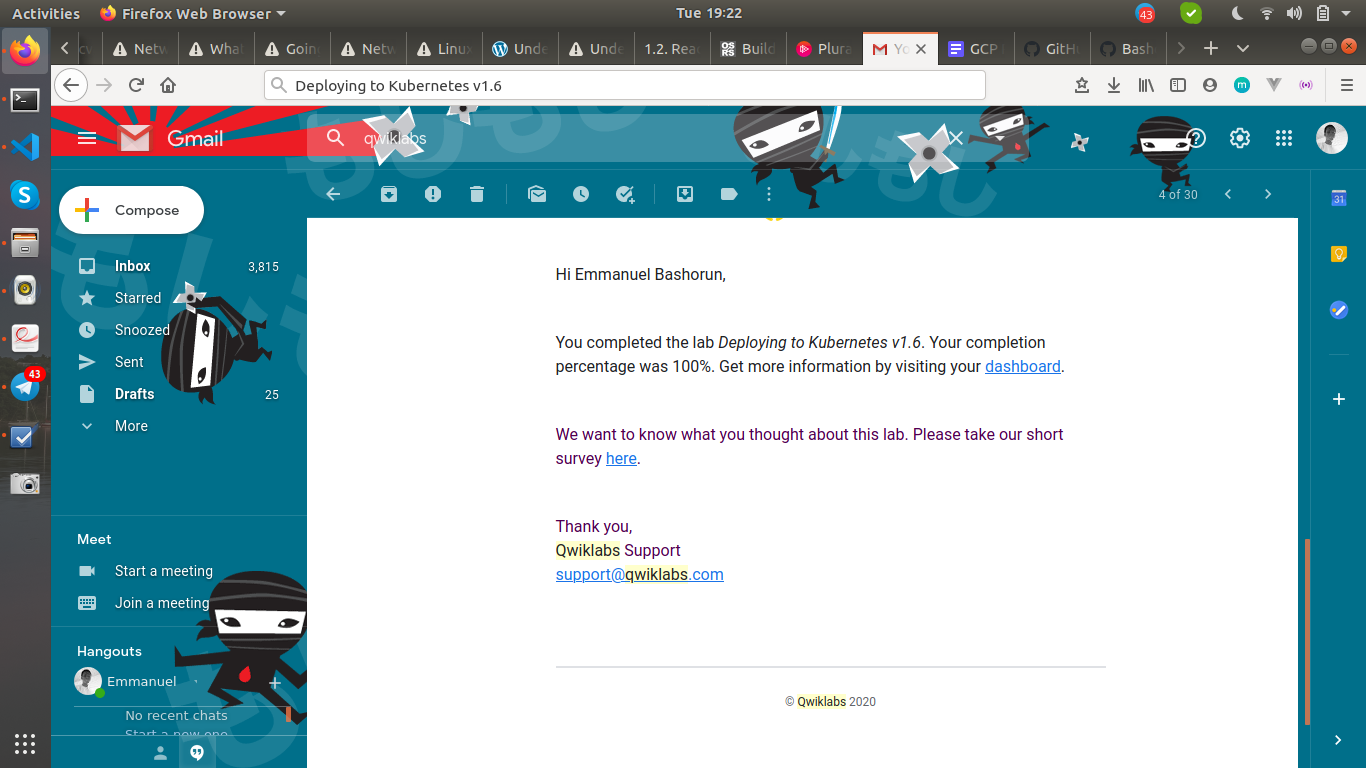 Activities
Firefox Web Browser
Tue 19:22
43
Netw
Wha
Goin
Netw
Linux
Unde
Unde
1.2. Rea
Build
Plura
Yo
GCP
GitHu
Bash
Deploying to Kubernetes v1.6
Gmail
qwiklabs
Compose
4 of 30
Inbox
3,815
Starred
Snoozed
Sent
Drafts
25
More
43
31
Hi Emmanuel Bashorun,
You completed the lab Deploying to Kubernetes v1.6. Your completion
percentage was 100%. Get more information by visiting your dashboard.
We want to know what you thought about this lab. Please take our short
survey here.
Thank you,
Qwiklabs Support
support@qwiklabs.com
© Qwiklabs 2020
Meet
Start a meeting
Join a meeting
Hangouts
Emmanuel
No recent chats
Start a new one